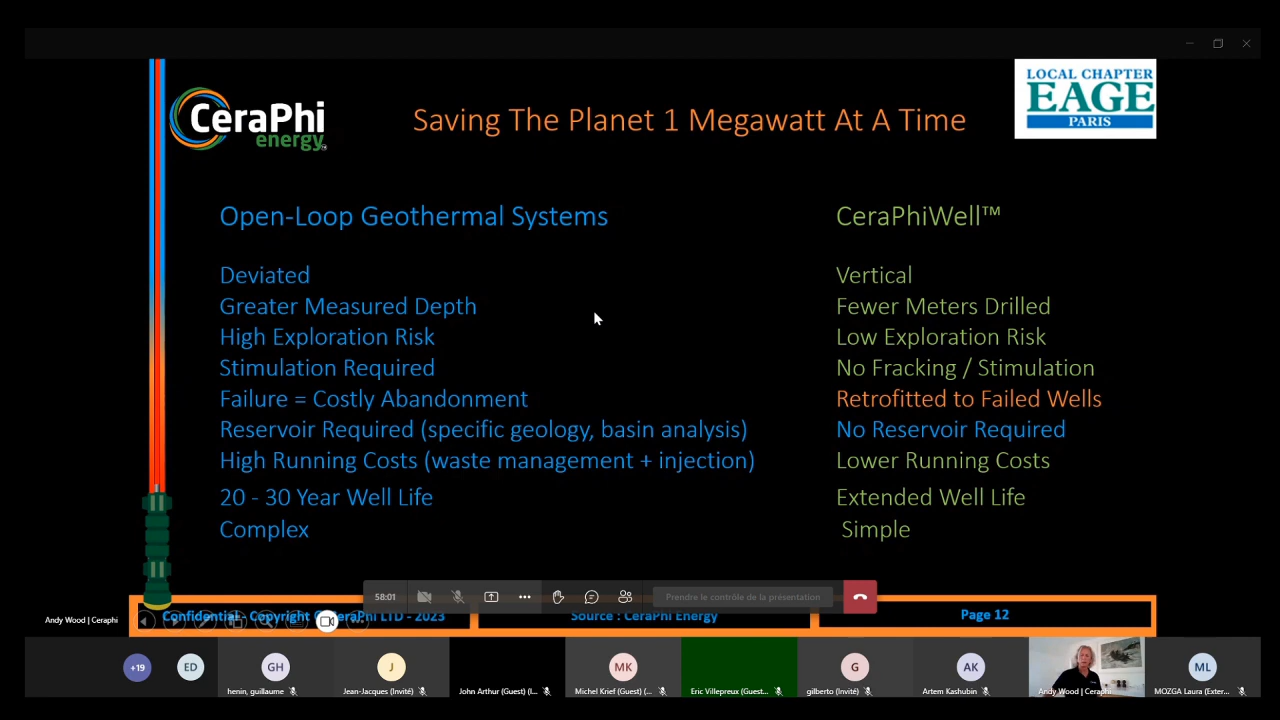 CeraPhi
energy
Saving The Planet 1 Megawatt At A Time
LOCAL CHAPTER
EAGE
PARIS
Open-Loop Geothermal Systems
CeraPhiWell™
Deviated
Vertical
Greater Measured Depth
Fewer Meters Drilled
High Exploration Risk
Low Exploration Risk
Stimulation Required
No Fracking / Stimulation
Failure = Costly Abandonment
Retrofitted to Failed Wells
Reservoir Required (specific geology, basin analysis)
No Reservoir Required
High Running Costs (waste management + injection)
Lower Running Costs
20 - 30 Year Well Life
Extended Well Life
Complex
Simple
58:01
Prendre le contrôle de la présentation
Andy Wood | Ceraphi
Confidential - Copyright CeraPhi LTD - 2023
Source : CeraPhi Energy
Page 12
+19
ED
GH
henin, guillaume
J
Jean-Jacques (Invité)
John Arthur (Guest) (I...
MK
Michel Krief (Guest) (...
Eric Villepreux (Guest...
G
gilberto (Invité)
AK
Artem Kashubin
Andy Wood | Ceraphi
ML
MOZGA Laura (Exter...